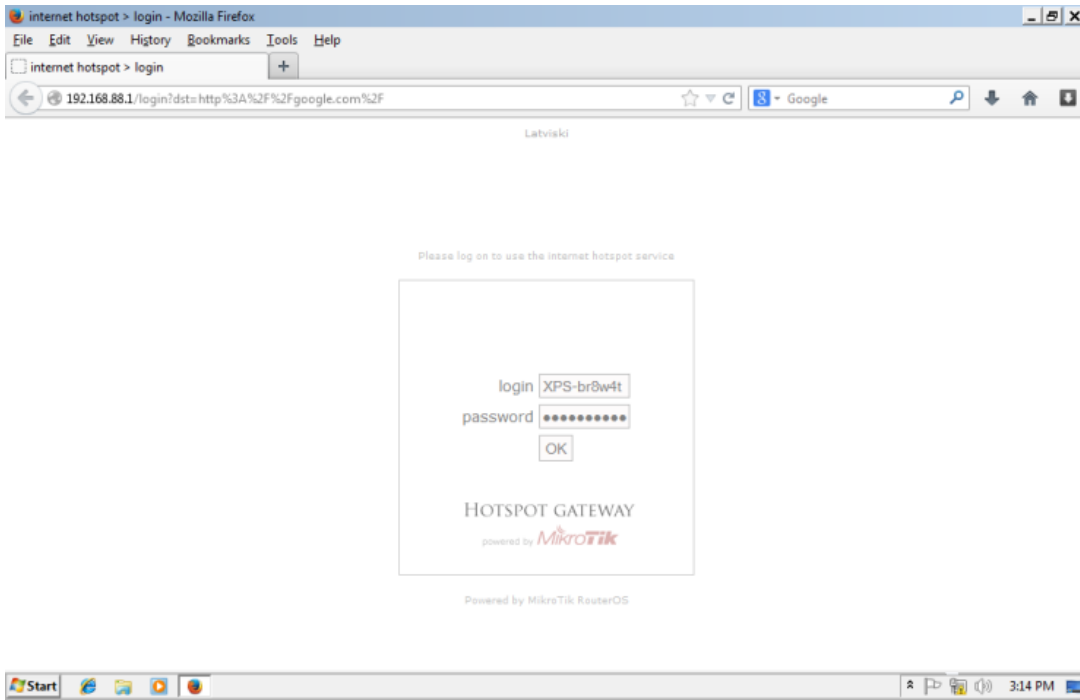 internet hotspot > login - Mozilla Firefox
File Edit View History Bookmarks Tools Help
internet hotspot > login
192.168.88.1/login?dst=http%3A%2F%2Fgoogle.com%2F
8 Google
Latviski
Please log on to use the internet hotspot service
login XPS-br8w4t
password ••••••••••
OK
HOTSPOT GATEWAY
powered by MikroTik
Powered by MikroTik RouterOS
Start 3:14 PM